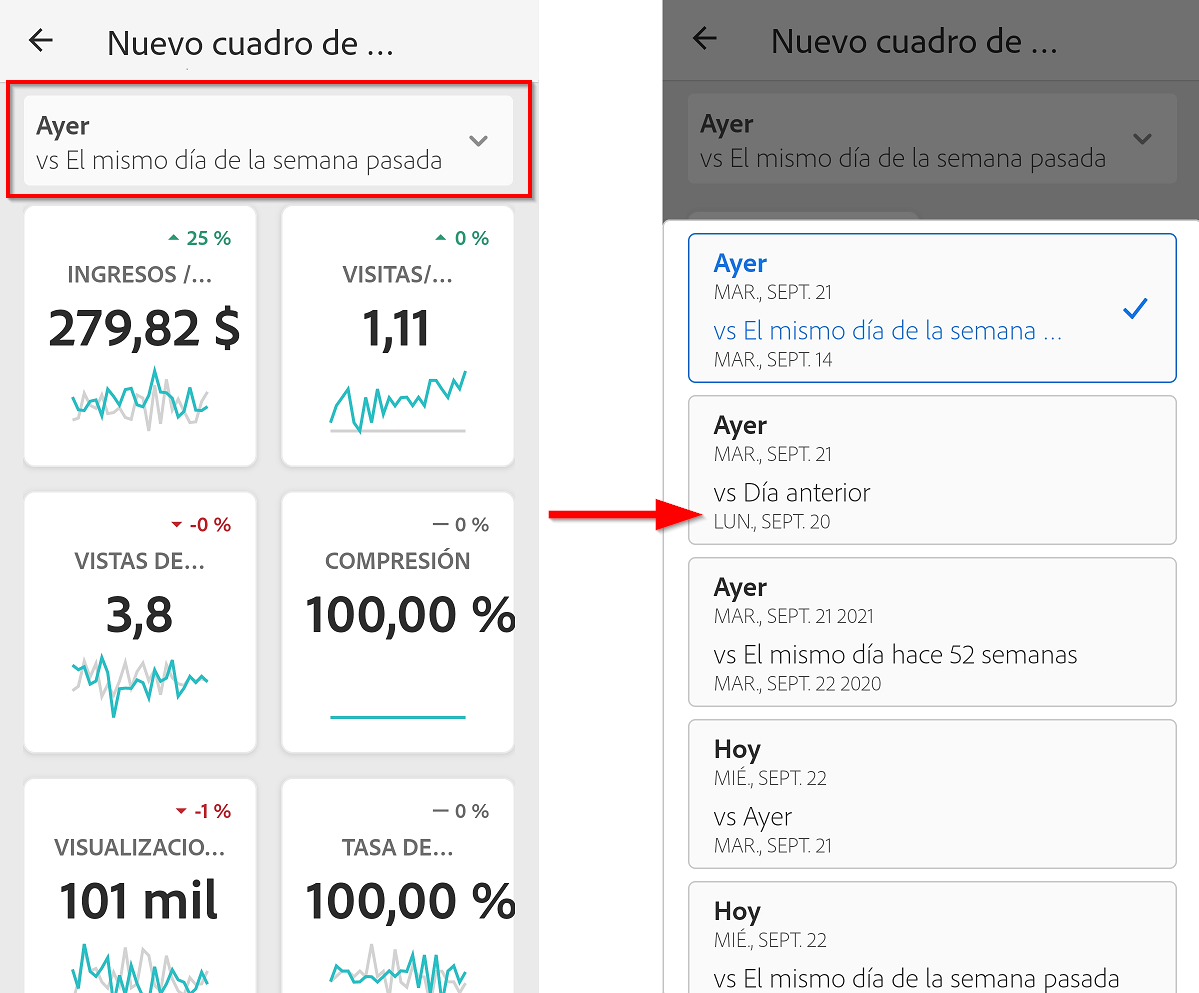 Nuevo cuadro de ...
Ayer
vs El mismo día de la semana pasada
25 %
INGRESOS /...
279,82 $
0 %
VISITAS/...
1,11
-0 %
VISTAS DE...
3,8
— 0 %
COMPRESIÓN
100,00 %
-1 %
VISUALIZACIO...
101 mil
— 0 %
TASA DE...
100,00 %
Nuevo cuadro de ...
Ayer
vs El mismo día de la semana pasada
Ayer
MAR., SEPT. 21
vs El mismo día de la semana ...
MAR., SEPT. 14
Ayer
MAR., SEPT. 21
vs Día anterior
LUN., SEPT. 20
Ayer
MAR., SEPT. 21 2021
vs El mismo día hace 52 semanas
MAR., SEPT. 22 2020
Hoy
MIÉ., SEPT. 22
vs Ayer
MAR., SEPT. 21
Hoy
MIÉ., SEPT. 22
vs El mismo día de la semana pasada